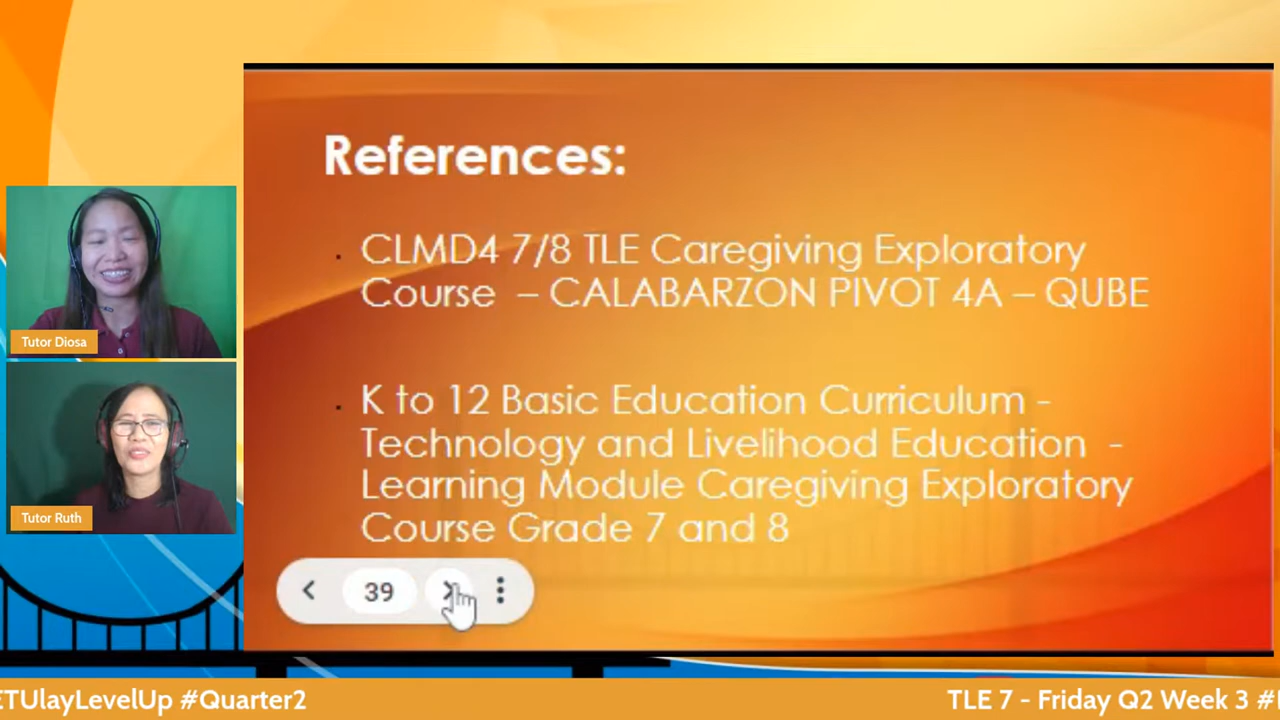 References:
. CLMD4 7/8 TLE Caregiving Exploratory
Course – CALABARZON PIVOT 4A – QUBE
. K to 12 Basic Education Curriculum -
Technology and Livelihood Education -
Learning Module Caregiving Exploratory
Course Grade 7 and 8
39
Tutor Diosa
Tutor Ruth
ETUlayLevelUp #Quarter2
TLE 7 - Friday Q2 Week 3 #